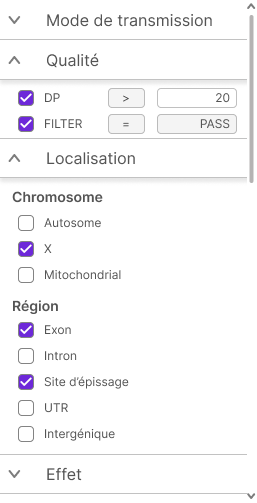 Mode de transmission
Qualité
DP > 20
FILTER = PASS
Localisation
Chromosome
Autosome
X
Mitochondrial
Région
Exon
Intron
Site d’épissage
UTR
Intergénique
Effet